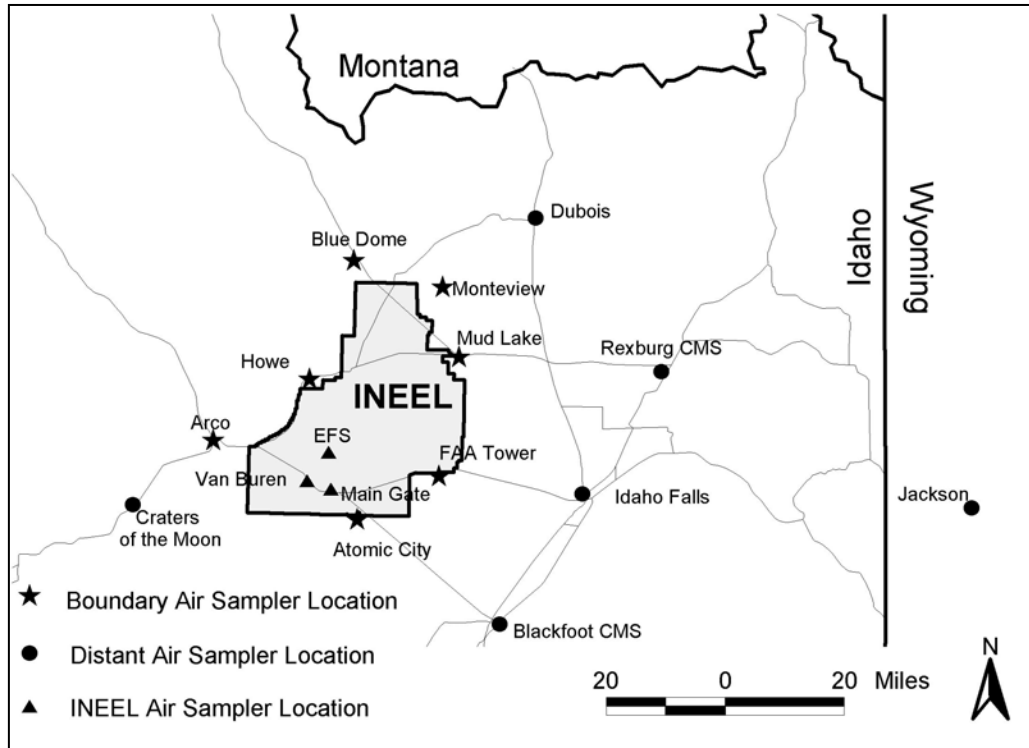 Montana
Dubois
Wyoming
Idaho
Blue Dome
Monteview
Mud Lake
Rexburg CMS
Howe
INEEL
Arco
EFS
FAA Tower
Van Buren
Main Gate
Idaho Falls
Jackson
Craters
of the Moon
Atomic City
Blackfoot CMS
Boundary Air Sampler Location
Distant Air Sampler Location
INEEL Air Sampler Location
20 0 20 Miles
N